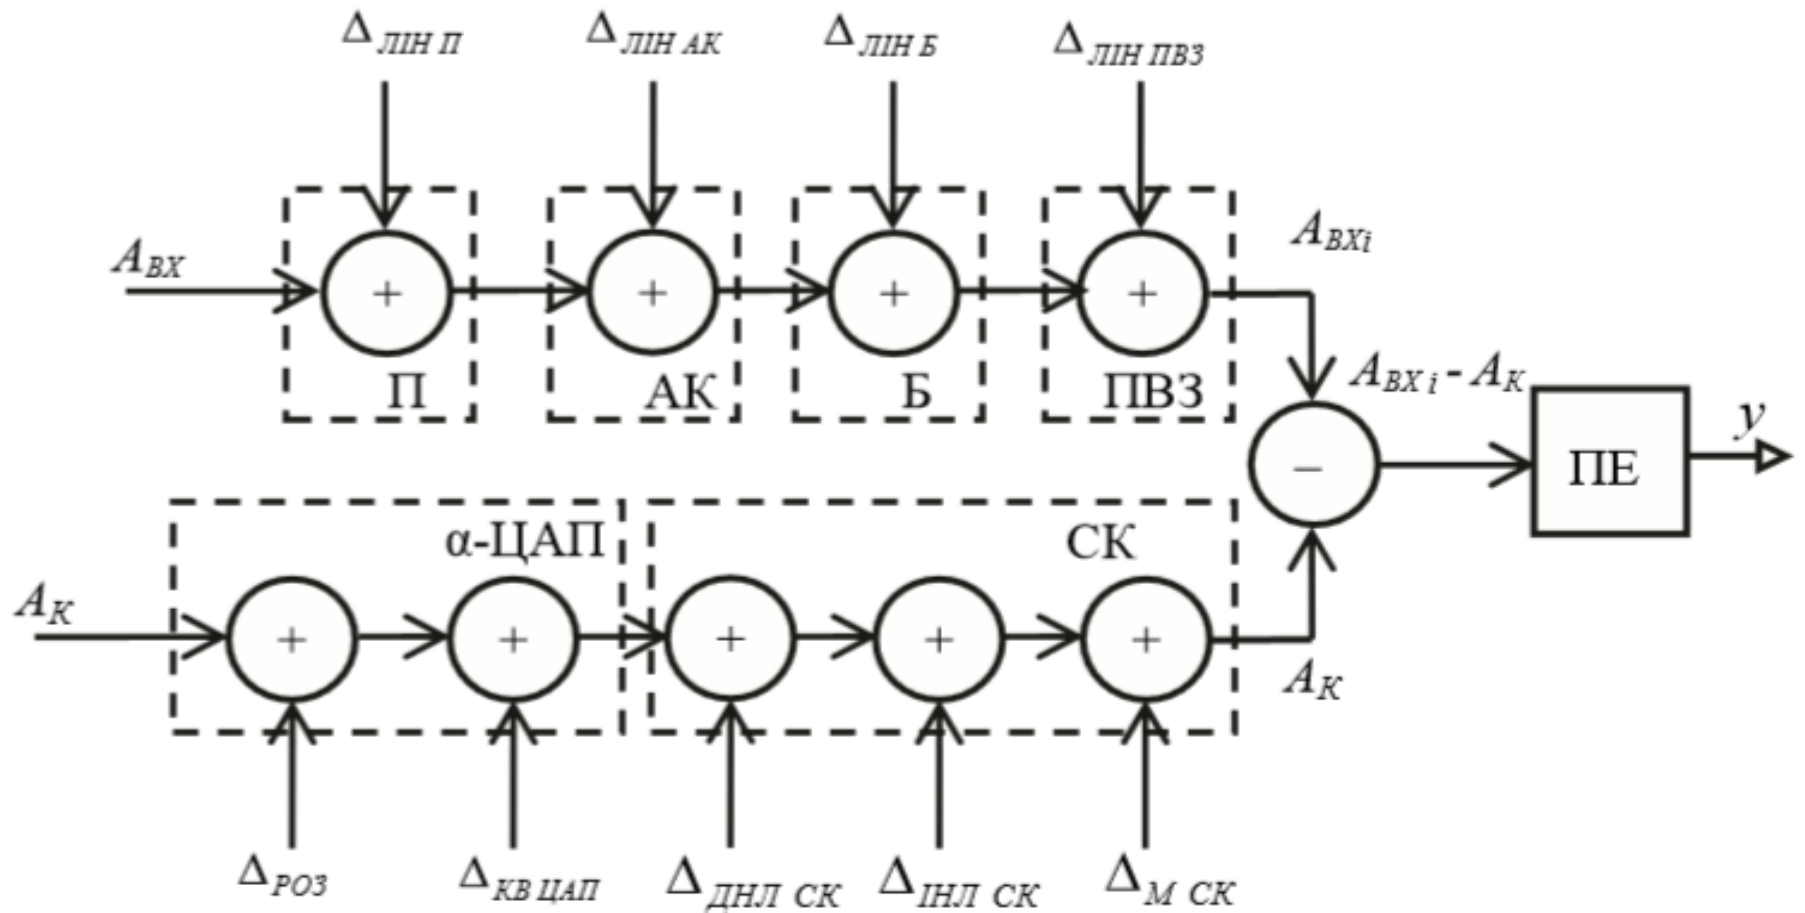 Δ ЛІН П Δ ЛІН АК Δ ЛІН Б Δ ЛІН ПВЗ
A ВХ + + + + A ВХi
П АК Б ПВЗ
A ВХ i - A К
– ПЕ y
α-ЦАП СК
A К + + + + +
A К
Δ РОЗ Δ КВ ЦАП Δ ДНЛ СК Δ ІНЛ СК Δ М СК